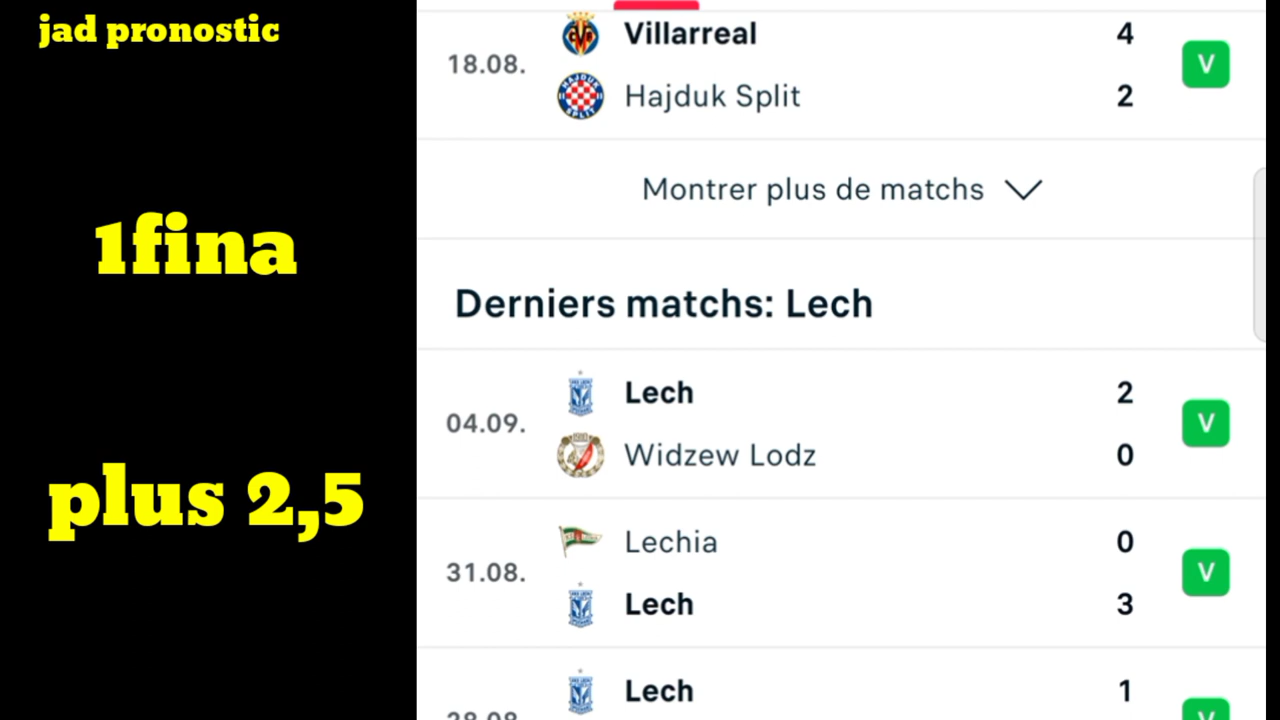 jad pronostic
1fina
plus 2,5
18.08.
Villarreal 4
Hajduk Split 2
V
Montrer plus de matchs
Derniers matchs: Lech
04.09.
Lech 2
Widzew Lodz 0
V
31.08.
Lechia 0
Lech 3
V
Lech 1